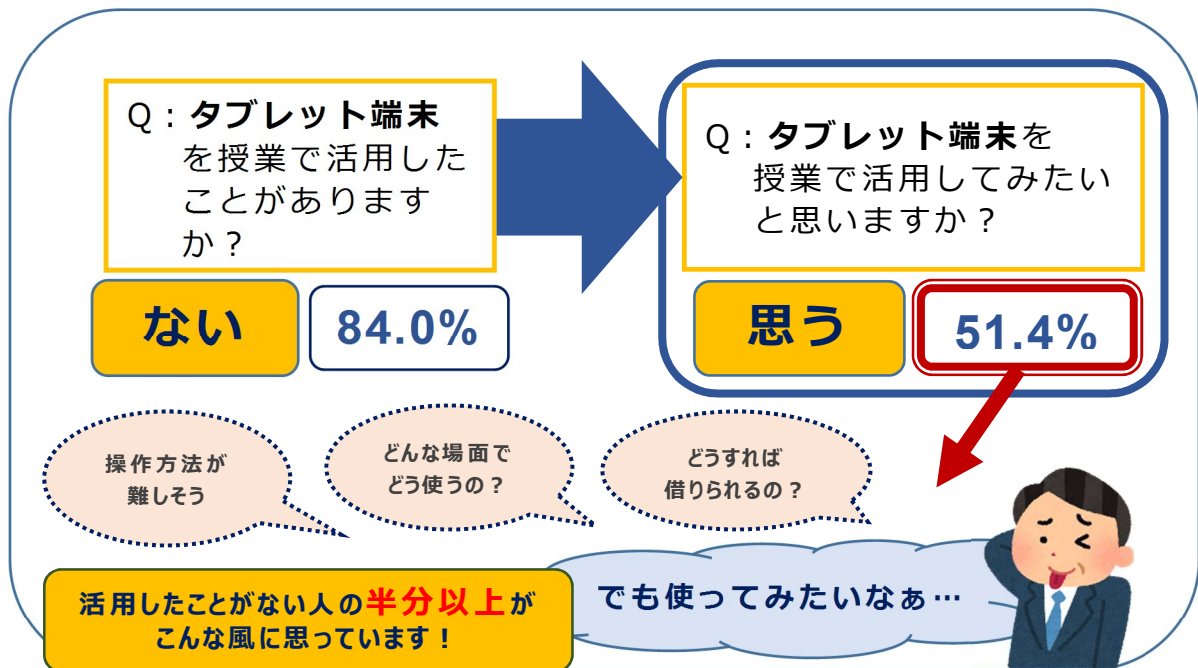 Q：タブレット端末
を授業で活用した
ことがあります
か？
ない
84.0%
Q：タブレット端末を
授業で活用してみたい
と思いますか？
思う
51.4%
操作方法が
難しそう
どんな場面で
どう使うの？
どうすれば
借りられるの？
でも使ってみたいなぁ…
活用したことがない人の半分以上が
こんな風に思っています！